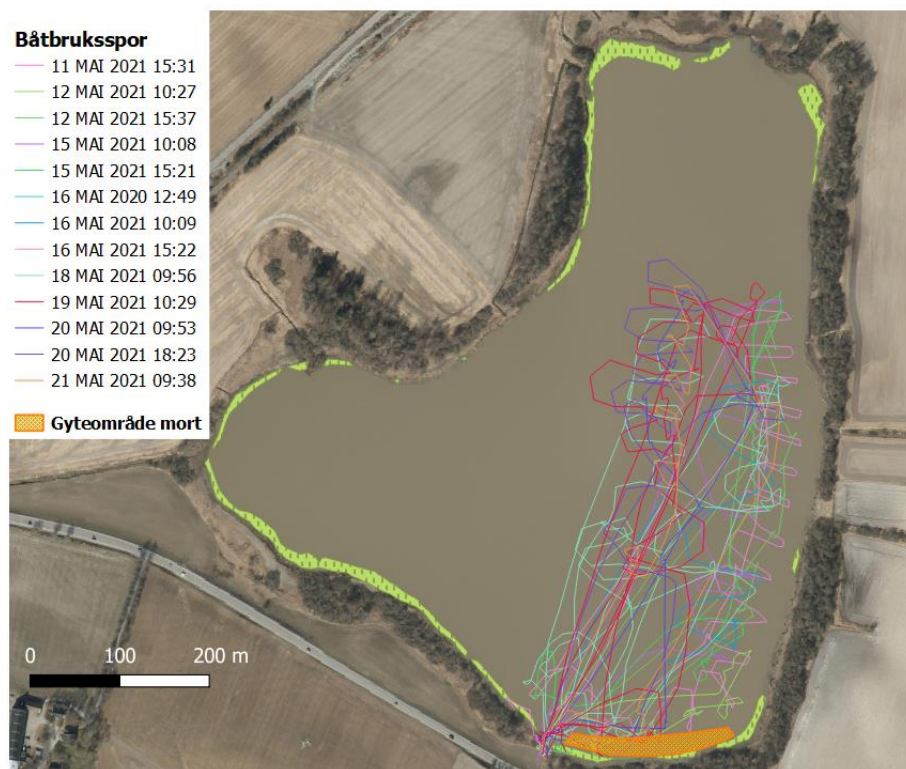 Båtbruksspor
11 MAI 2021 15:31
12 MAI 2021 10:27
12 MAI 2021 15:37
15 MAI 2021 10:08
15 MAI 2021 15:21
16 MAI 2020 12:49
16 MAI 2021 10:09
16 MAI 2021 15:22
18 MAI 2021 09:56
19 MAI 2021 10:29
20 MAI 2021 09:53
20 MAI 2021 18:23
21 MAI 2021 09:38
Gyteområde mort
0 100 200 m